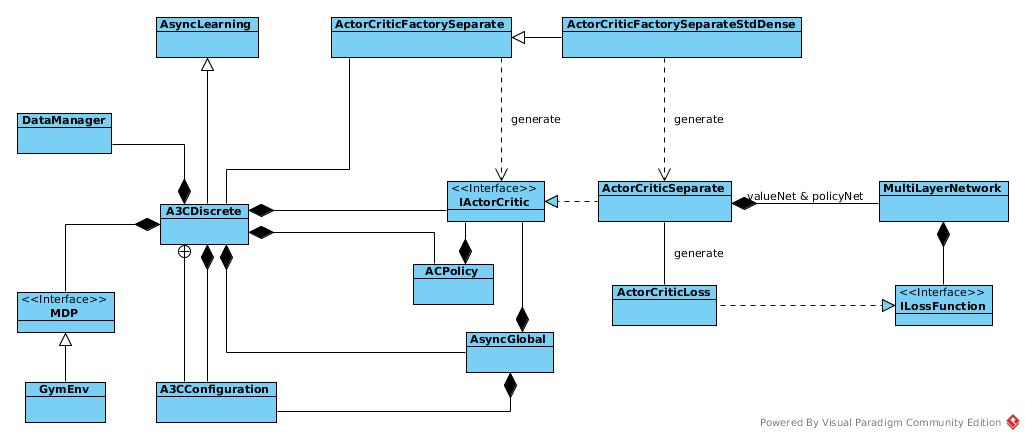 AsyncLearning
ActorCriticFactorySeparate
ActorCriticFactorySeparateStdDense
DataManager
generate
generate
<<Interface>>
IActorCritic
ActorCriticSeparate
valueNet & policyNet
MultiLayerNetwork
A3CDiscrete
generate
ACPolicy
<<Interface>>
MDP
ActorCriticLoss
<<Interface>>
ILossFunction
AsyncGlobal
GymEnv
A3CConfiguration
Powered By Visual Paradigm Community Edition